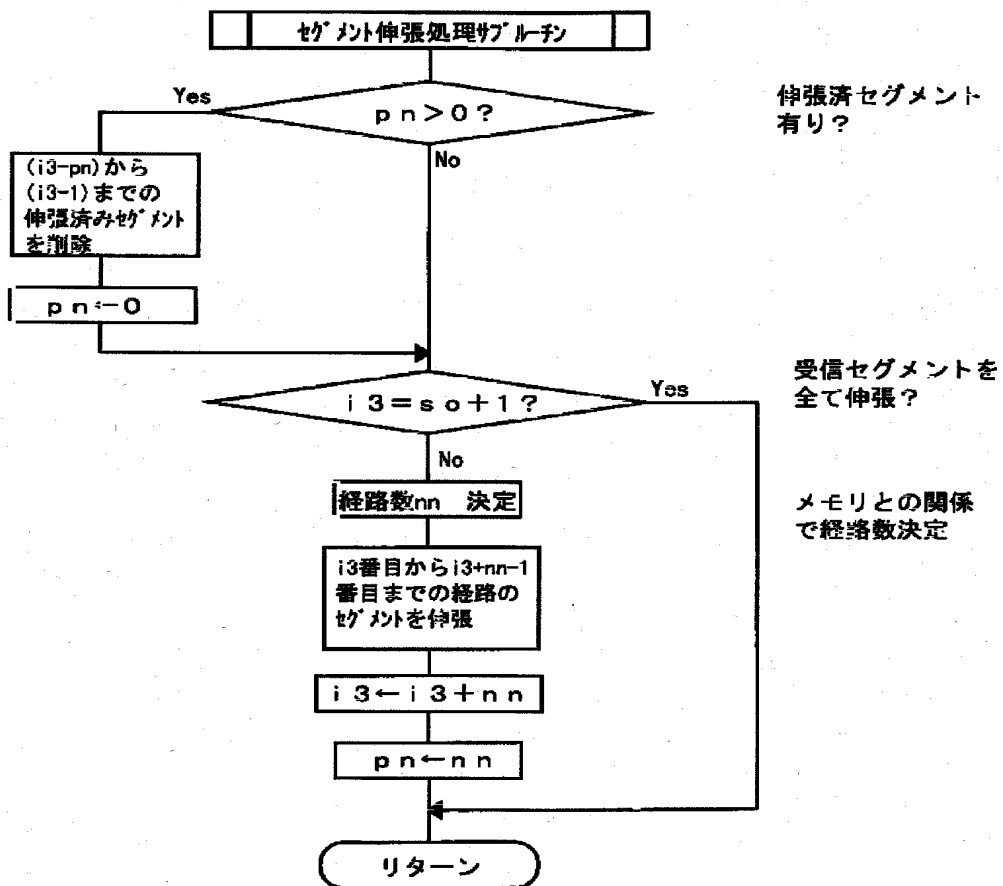 ｾｸﾞﾒﾝﾄ伸張処理ｻﾌﾞﾙｰﾁﾝ
Yes
ｐｎ＞０？
伸張済セグメント
有り？
No
(i3-pn)から
(i3-1)までの
伸張済みｾｸﾞﾒﾝﾄ
を削除
ｐｎ←０
ｉ３＝ｓｏ＋１？
Yes
受信セグメントを
全て伸張？
No
経路数nn　決定
メモリとの関係
で経路数決定
i3番目からi3+nn-1
番目までの経路の
ｾｸﾞﾒﾝﾄを伸張
ｉ３←ｉ３＋ｎｎ
ｐｎ←ｎｎ
リターン